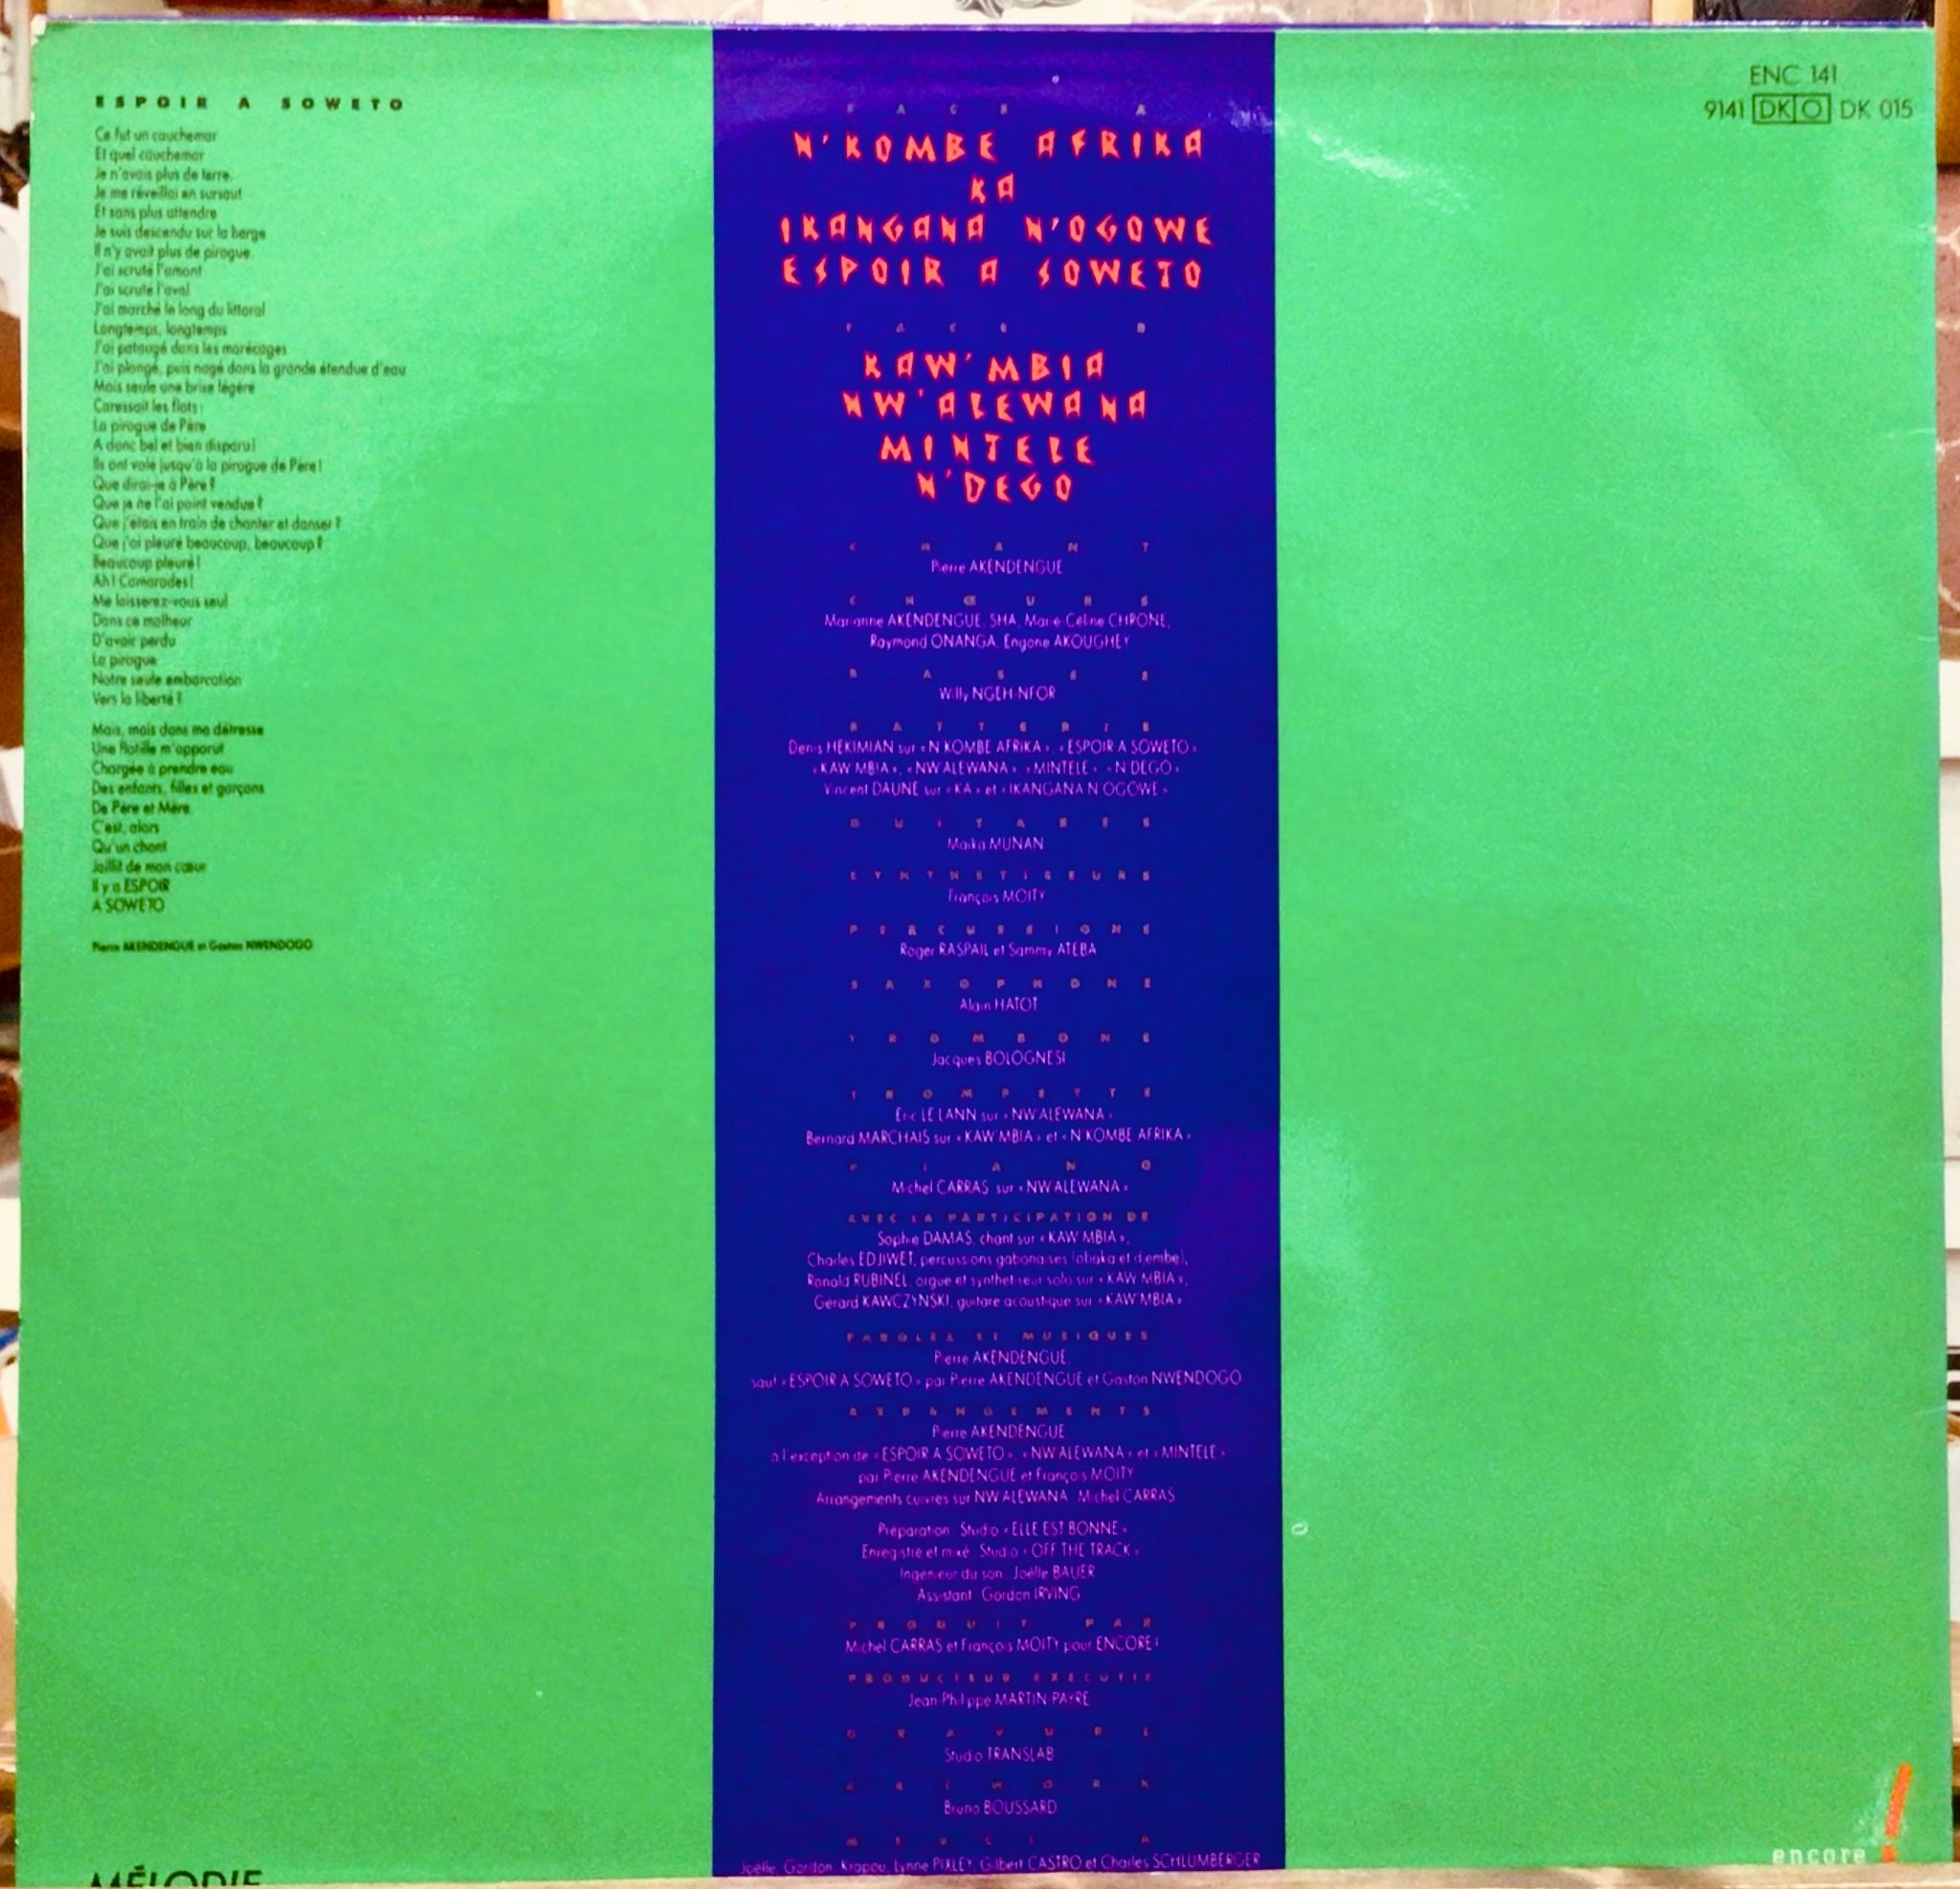 ESPOIR A SOWETO
Ce fut un cauchemar
Et quel cauchemar
Je n'avais plus de terre.
Je me réveillai en sursaut
Et sans plus attendre
Je suis descendu sur la berge
Il n'y avait plus de pirogue.
J'ai scruté l'amont
J'ai scruté l'aval
J'ai marché le long du littoral
Longtemps, longtemps
J'ai pataugé dans les marécages
J'ai plongé, puis nagé dans la grande étendue d'eau
Mais seule une brise légère
Caressait les flots :
La pirogue de Père
A donc bel et bien disparu !
Ils ont volé jusqu'à la pirogue de Père !
Que dirai-je à Père ?
Que je ne l'ai point vendue ?
Que j'étais en train de chanter et danser ?
Que j'ai pleuré beaucoup, beaucoup ?
Beaucoup pleuré !
Ah ! Camarades !
Me laisserez-vous seul
Dans ce malheur
D'avoir perdu
La pirogue
Notre seule embarcation
Vers la liberté ?
Mais, mais dans ma détresse
Une flotille m'apparut
Chargée à prendre eau
Des enfants, filles et garçons
De Père et Mère.
C'est, alors
Qu'un chant
Jaillit de mon cœur
Il y a ESPOIR
A SOWETO
Pierre AKENDENGUE et Gaston NWENDOGO
MÉLODIE
FACE A
N'KOMBE AFRIKA
KA
IKANGANA N'OGOWE
ESPOIR A SOWETO
FACE B
KAW'MBIA
NW'ALEWANA
MINTELE
N'DEGO
CHANT
Pierre AKENDENGUE
CHŒURS
Marianne AKENDENGUE, SHA, Marie-Céline CHRONE,
Raymond ONANGA, Engone AKOUGHEY
BASSE
Willy NGEH-NFOR
BATTERIE
Denis HEKIMIAN sur « N'KOMBE AFRIKA », « ESPOIR A SOWETO »,
« KAW'MBIA », « NW'ALEWANA », « MINTELE », « N'DEGO »
Vincent DAUNE sur « KA » et « IKANGANA N'OGOWE »
GUITARES
Maika MUNAN
SYNTHETISEURS
François MOITY
PERCUSSIONS
Roger RASPAIL et Sammy ATEBA
SAXOPHONE
Alain HATOT
TROMBONE
Jacques BOLOGNESI
TROMPETTE
Eric LE LANN sur « NW'ALEWANA »
Bernard MARCHAIS sur « KAW'MBIA » et « N'KOMBE AFRIKA »
PIANO
Michel CARRAS sur « NW'ALEWANA »
AVEC LA PARTICIPATION DE
Sophie DAMAS, chant sur « KAW'MBIA »,
Charles EDJIWET, percussions gabonaises (obaka et djembe),
Ronald RUBINEL, orgue et synthétiseur solo sur « KAW'MBIA »,
Gérard KAWCZYNSKI, guitare acoustique sur « KAW'MBIA »
PAROLES ET MUSIQUES
Pierre AKENDENGUE,
sauf « ESPOIR A SOWETO » par Pierre AKENDENGUE et Gaston NWENDOGO
ARRANGEMENTS
Pierre AKENDENGUE
à l'exception de « ESPOIR A SOWETO », « NW'ALEWANA » et « MINTELE »
par Pierre AKENDENGUE et François MOITY
Arrangements cuivres sur NW'ALEWANA : Michel CARRAS
Préparation : Studio « ELLE EST BONNE »
Enregistré et mixé : Studio « OFF THE TRACK »
Ingénieur du son : Joëlle BAUER
Assistant : Gordon IRVING
PRODUIT PAR
Michel CARRAS et François MOITY pour ENCORE !
PRODUCTEUR EXECUTIF
Jean-Philippe MARTIN-PAYRE
GRAVURE
Studio TRANSLAB
ARTWORK
Bruno BOUSSARD
MERCI A
Joëlle, Gordon, Krapou, Lynne PIXLEY, Gilbert CASTRO et Charles SCHLUMBERGER
ENC 141
9141 DK O DK 015
encore !